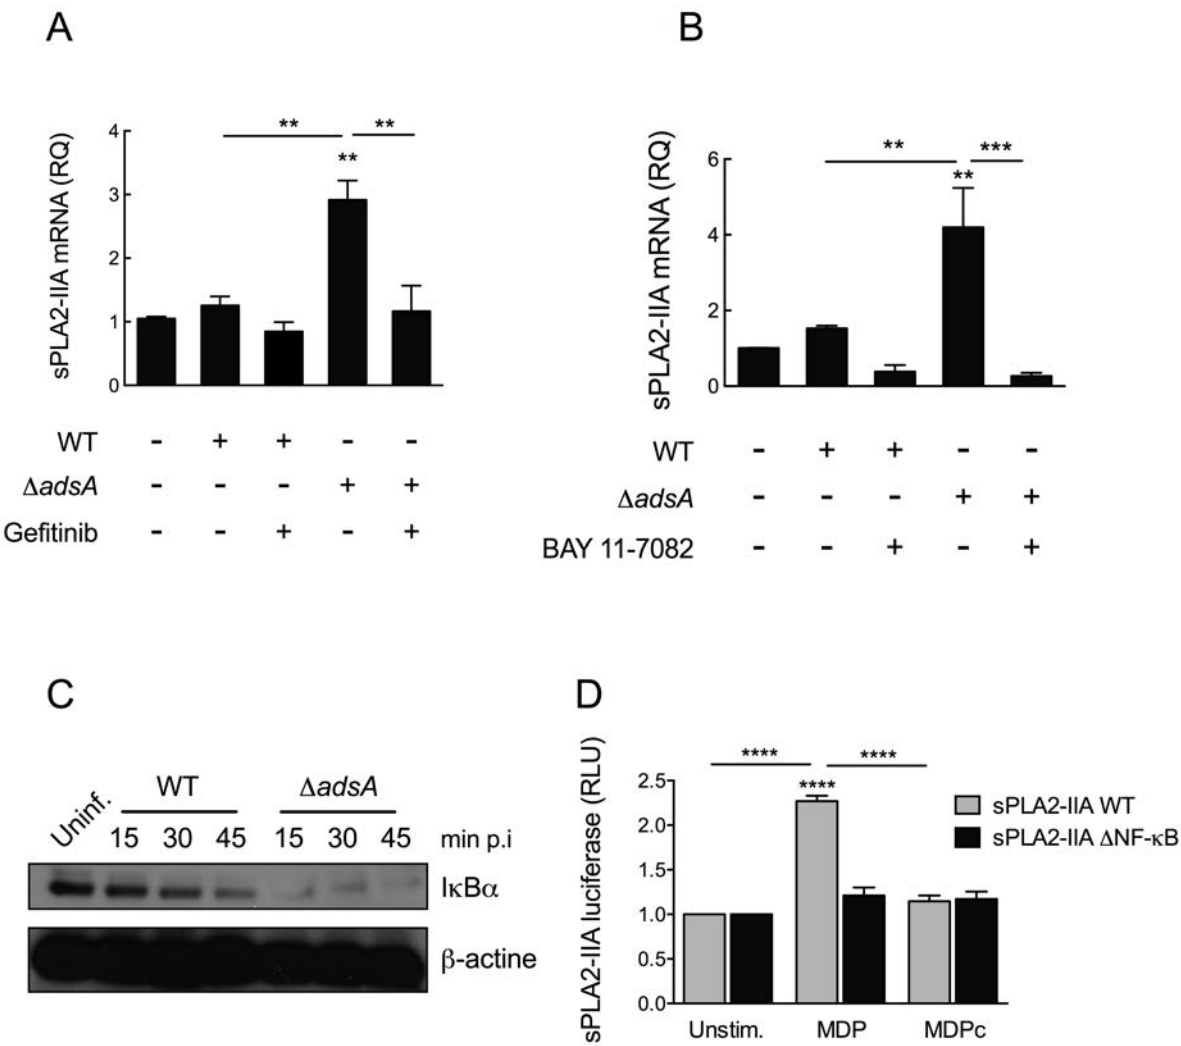 A
sPLA2-IIA mRNA (RQ)
4
3
2
1
0
** **
**
WT - + + - -
ΔadsA - - - + +
Gefitinib - - + - +
B
sPLA2-IIA mRNA (RQ)
6
4
2
0
** ***
**
WT - + + - -
ΔadsA - - - + +
BAY 11-7082 - - + - +
C
Uninf. WT ΔadsA
15 30 45 15 30 45 min p.i
IκBα
β-actine
D
sPLA2-IIA luciferase (RLU)
2.5
2.0
1.5
1.0
0.5
0.0
**** ****
****
sPLA2-IIA WT
sPLA2-IIA ΔNF-κB
Unstim. MDP MDPc